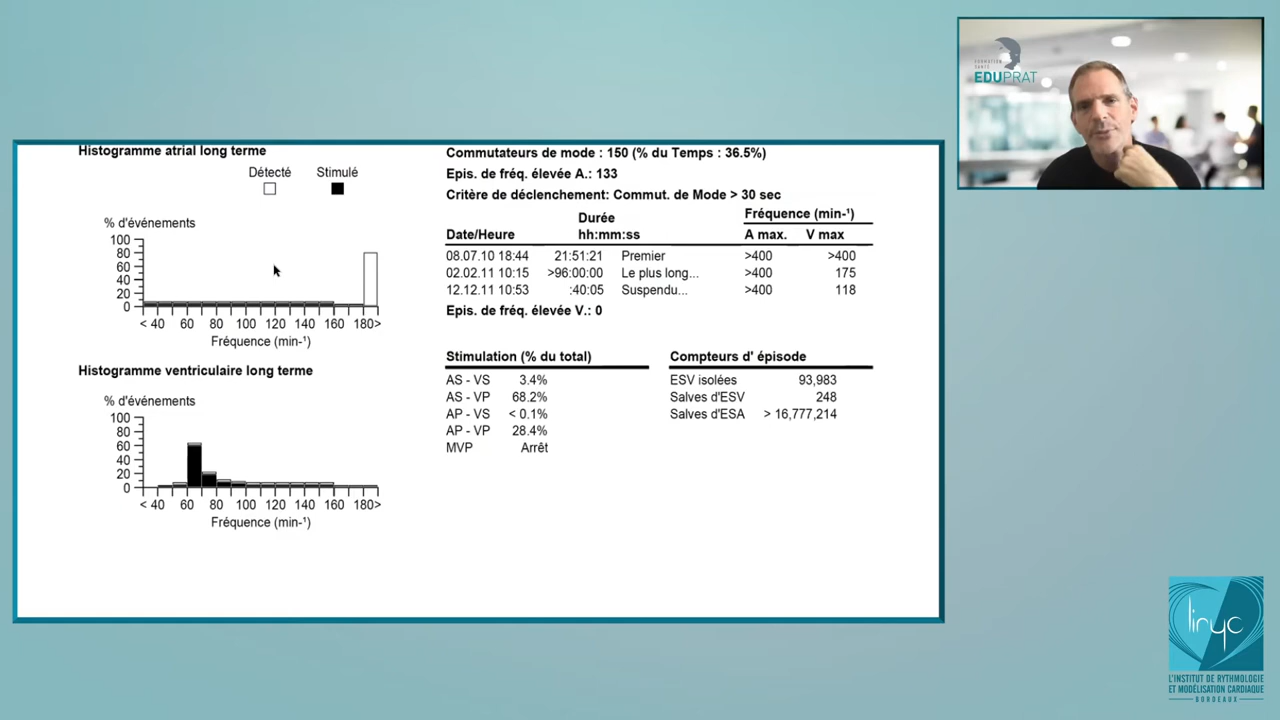 Histogramme atrial long terme
Détecté
Stimulé
% d'événements
100
80
60
40
20
0
< 40 60 80 100 120 140 160 180>
Fréquence (min-¹)
Histogramme ventriculaire long terme
% d'événements
100
80
60
40
20
0
< 40 60 80 100 120 140 160 180>
Fréquence (min-¹)
Commutateurs de mode : 150 (% du Temps : 36.5%)
Epis. de fréq. élevée A.: 133
Critère de déclenchement: Commut. de Mode > 30 sec
Durée Fréquence (min-¹)
Date/Heure hh:mm:ss A max. V max
08.07.10 18:44 21:51:21 Premier >400 >400
02.02.11 10:15 >96:00:00 Le plus long... >400 175
12.12.11 10:53 :40:05 Suspendu... >400 118
Epis. de fréq. élevée V.: 0
Stimulation (% du total)
AS - VS 3.4%
AS - VP 68.2%
AP - VS < 0.1%
AP - VP 28.4%
MVP Arrêt
Compteurs d' épisode
ESV isolées 93,983
Salves d'ESV 248
Salves d'ESA > 16,777,214
FORMATION
SANTÉ
EDUPRAT
liryc
L'INSTITUT DE RYTHMOLOGIE
ET MODÉLISATION CARDIAQUE
BORDEAUX